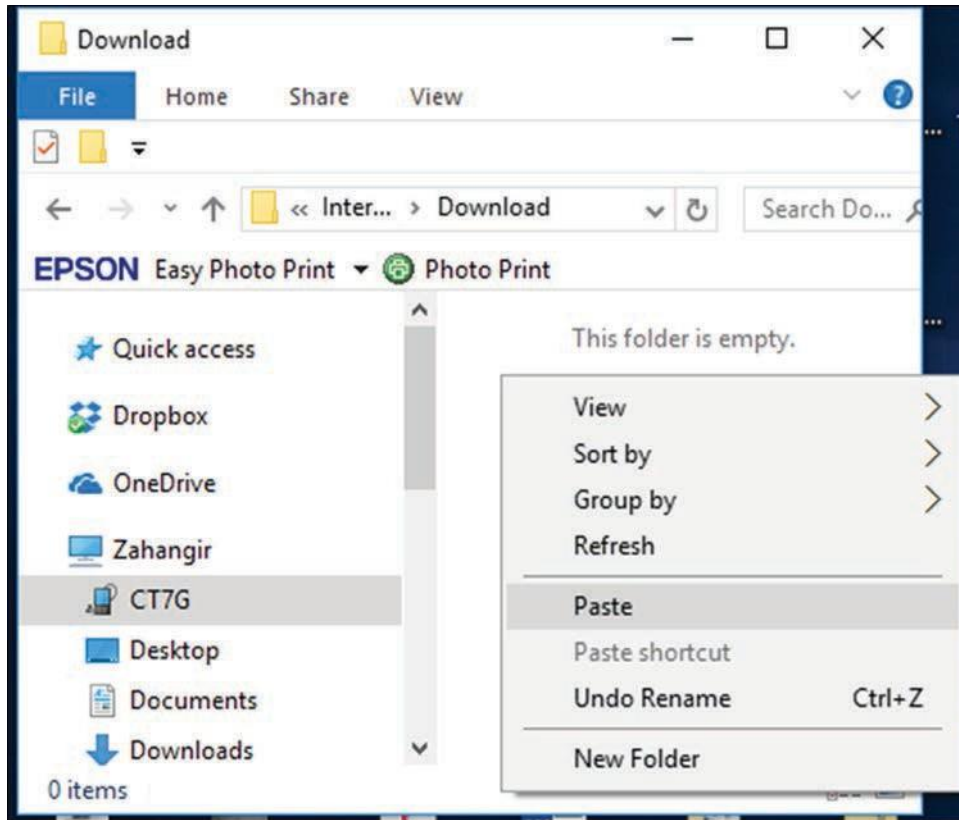 Download
File Home Share View
« Inter... > Download
Search Do...
EPSON Easy Photo Print Photo Print
This folder is empty.
Quick access
Dropbox
OneDrive
Zahangir
CT7G
Desktop
Documents
Downloads
0 items
View
Sort by
Group by
Refresh
Paste
Paste shortcut
Undo Rename Ctrl+Z
New Folder
...
...